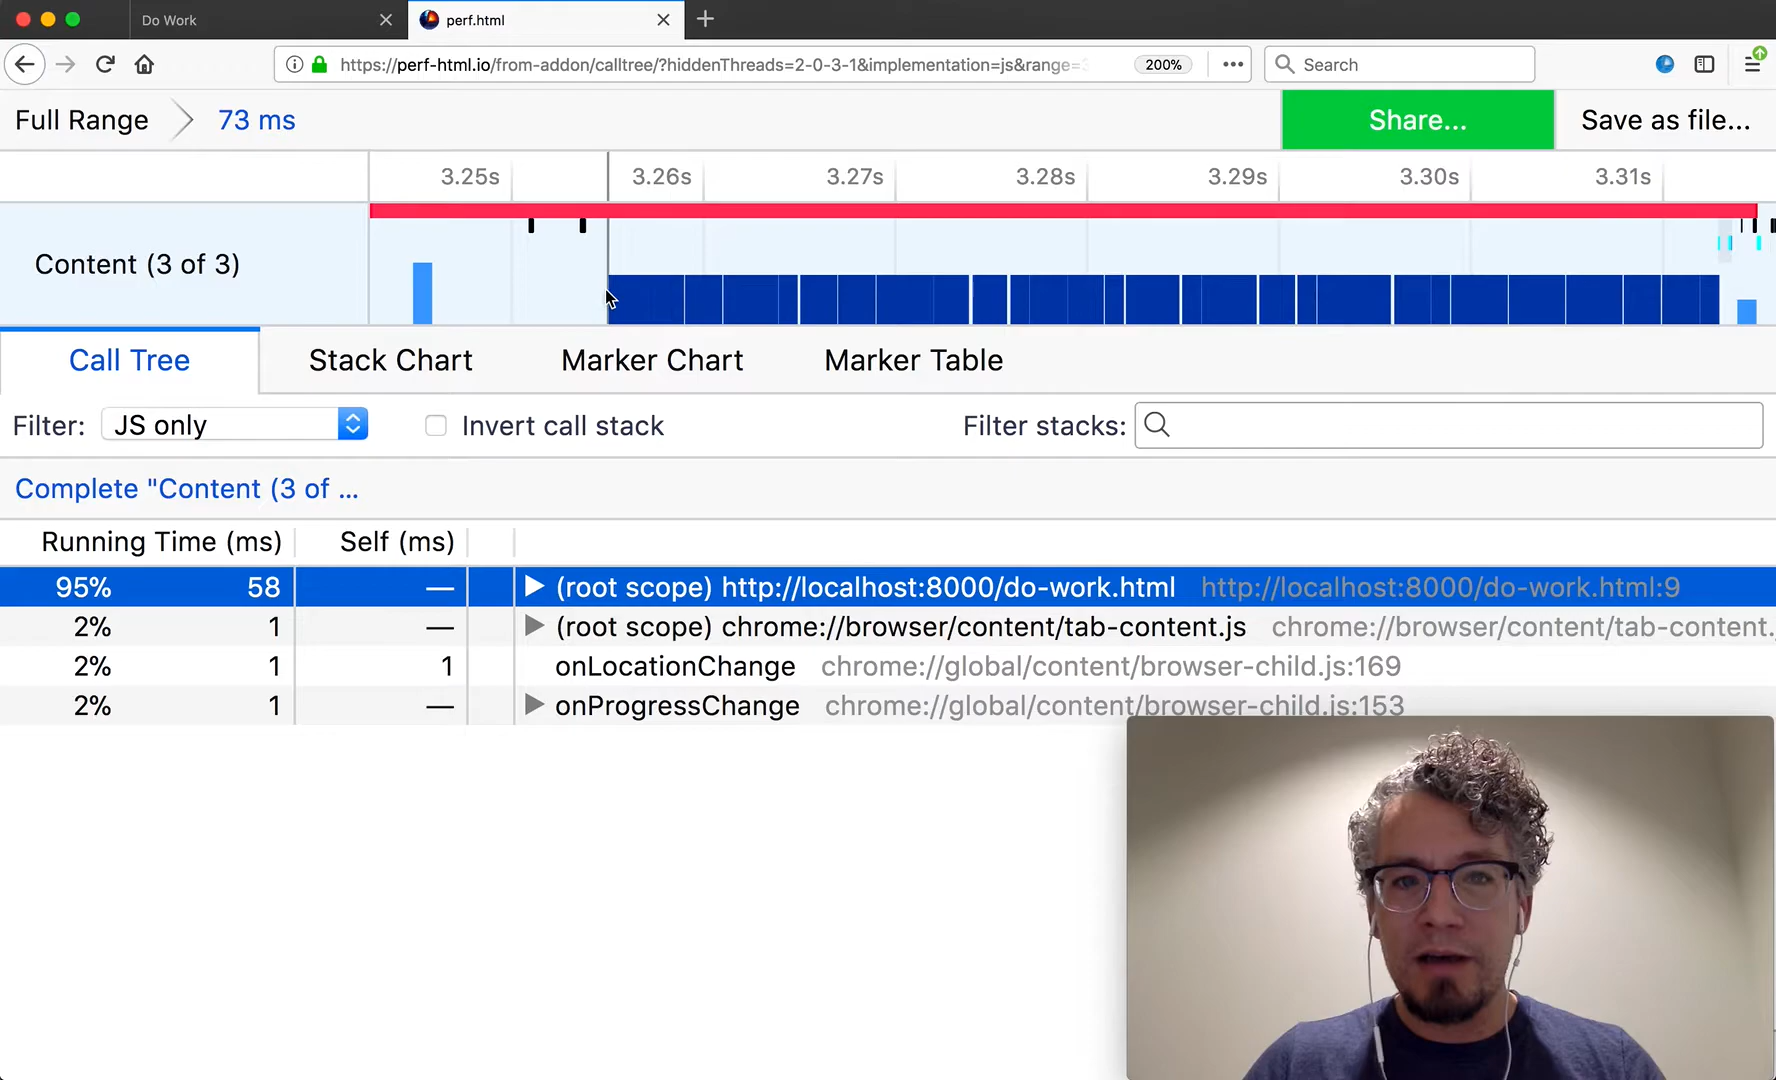 Do Work
perf.html
https://perf-html.io/from-addon/calltree/?hiddenThreads=2-0-3-1&implementation=js&range=
200%
Search
Full Range
73 ms
Share...
Save as file...
3.25s 3.26s 3.27s 3.28s 3.29s 3.30s 3.31s
Content (3 of 3)
Call Tree
Stack Chart
Marker Chart
Marker Table
Filter: JS only
Invert call stack
Filter stacks:
Complete "Content (3 of ...
Running Time (ms) Self (ms)
95% 58 — (root scope) http://localhost:8000/do-work.html http://localhost:8000/do-work.html:9
2% 1 — (root scope) chrome://browser/content/tab-content.js chrome://browser/content/tab-content.
2% 1 1 onLocationChange chrome://global/content/browser-child.js:169
2% 1 — onProgressChange chrome://global/content/browser-child.js:153